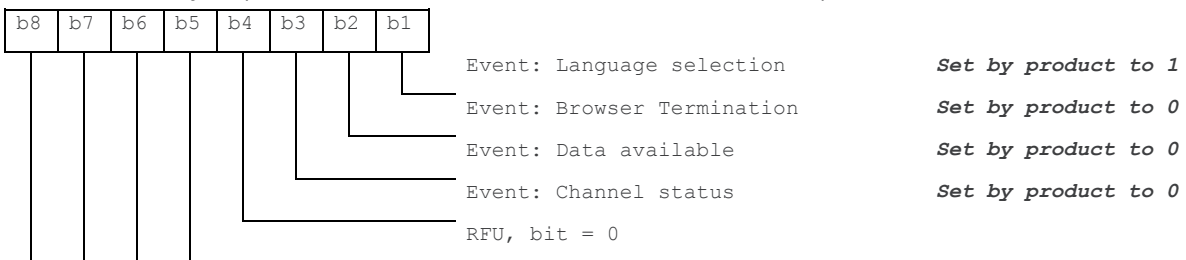 b8 b7 b6 b5 b4 b3 b2 b1
Event: Language selection Set by product to 1
Event: Browser Termination Set by product to 0
Event: Data available Set by product to 0
Event: Channel status Set by product to 0
RFU, bit = 0